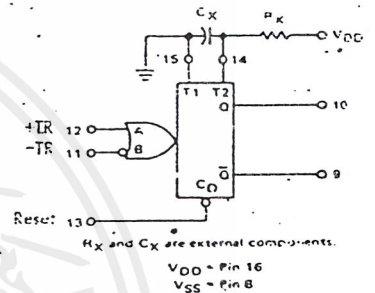 CX
RX
VDD
15
14
T1 T2
Q
10
+TR 12
A
-TR 11
B
Q̅
9
CD
Reset 13
RX and CX are external components.
VDD = Pin 16
VSS = Pin 8